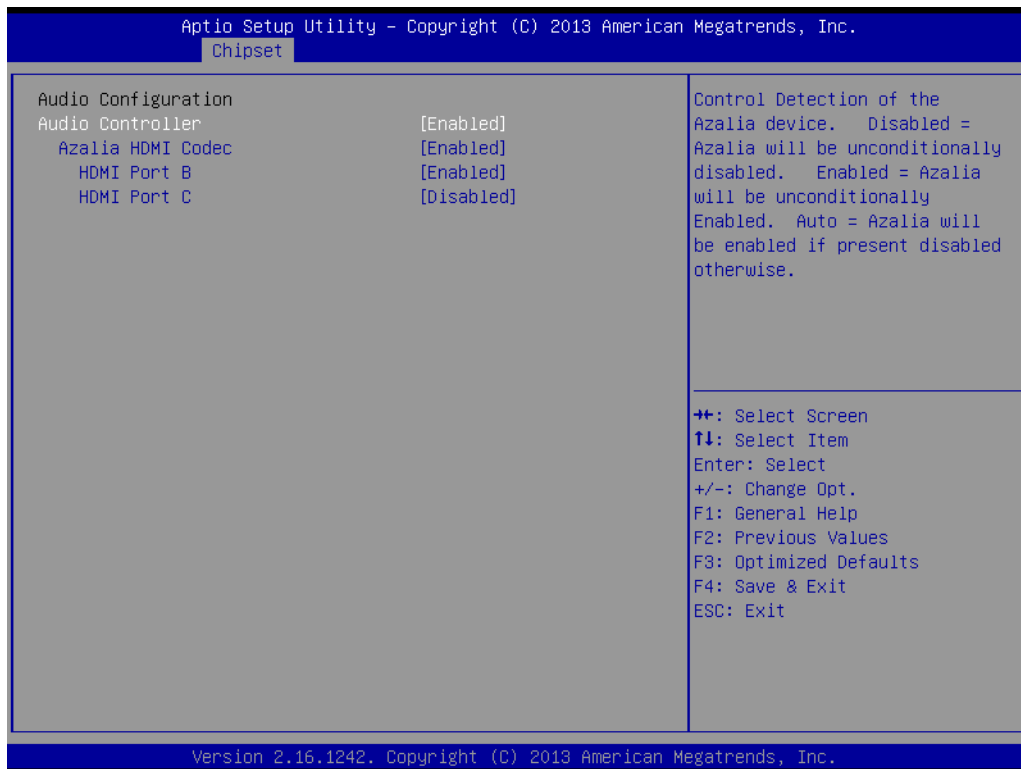 Aptio Setup Utility – Copyright (C) 2013 American Megatrends, Inc.
Chipset
Audio Configuration
Audio Controller [Enabled]
Azalia HDMI Codec [Enabled]
HDMI Port B [Enabled]
HDMI Port C [Disabled]
Control Detection of the
Azalia device. Disabled =
Azalia will be unconditionally
disabled. Enabled = Azalia
will be unconditionally
Enabled. Auto = Azalia will
be enabled if present disabled
otherwise.
→←: Select Screen
↑↓: Select Item
Enter: Select
+/-: Change Opt.
F1: General Help
F2: Previous Values
F3: Optimized Defaults
F4: Save & Exit
ESC: Exit
Version 2.16.1242. Copyright (C) 2013 American Megatrends, Inc.